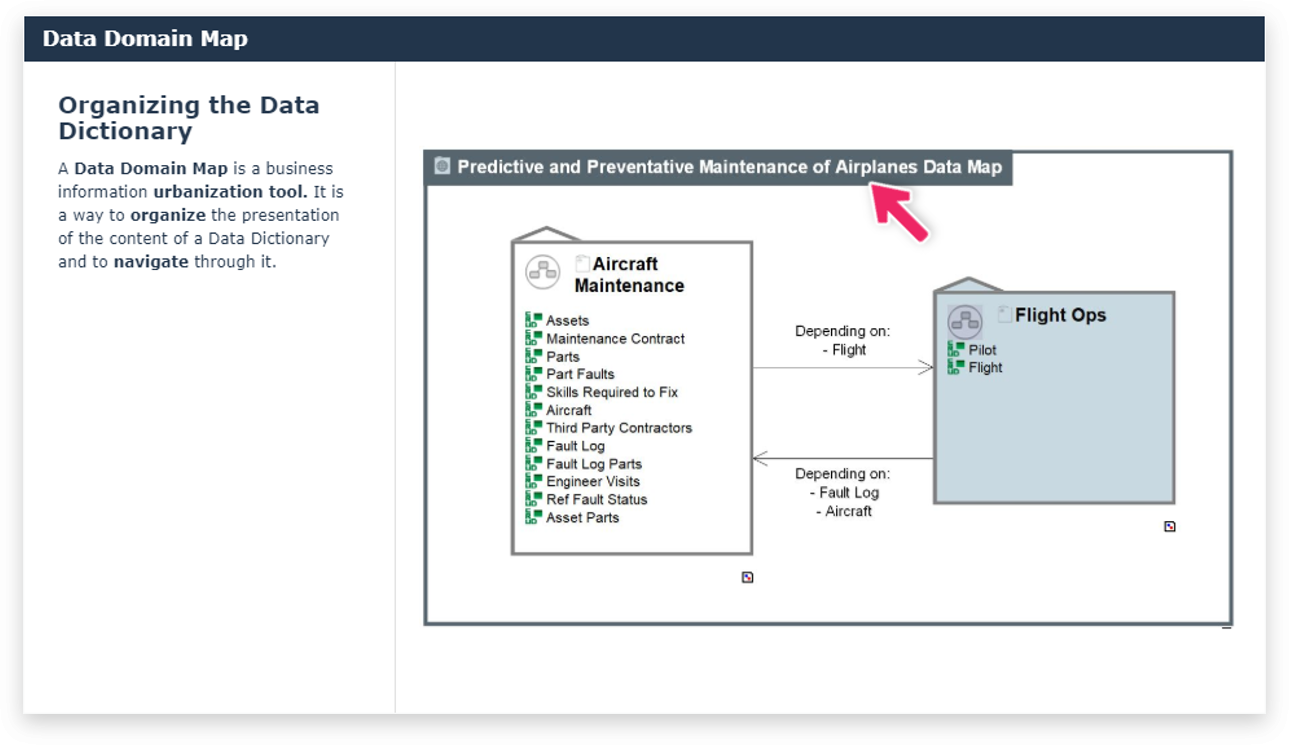 Data Domain Map
Organizing the Data
Dictionary
A Data Domain Map is a business
information urbanization tool. It is
a way to organize the presentation
of the content of a Data Dictionary
and to navigate through it.
Predictive and Preventative Maintenance of Airplanes Data Map
Aircraft
Maintenance
Assets
Maintenance Contract
Parts
Part Faults
Skills Required to Fix
Aircraft
Third Party Contractors
Fault Log
Fault Log Parts
Engineer Visits
Ref Fault Status
Asset Parts
Depending on:
- Flight
Depending on:
- Fault Log
- Aircraft
Flight Ops
Pilot
Flight